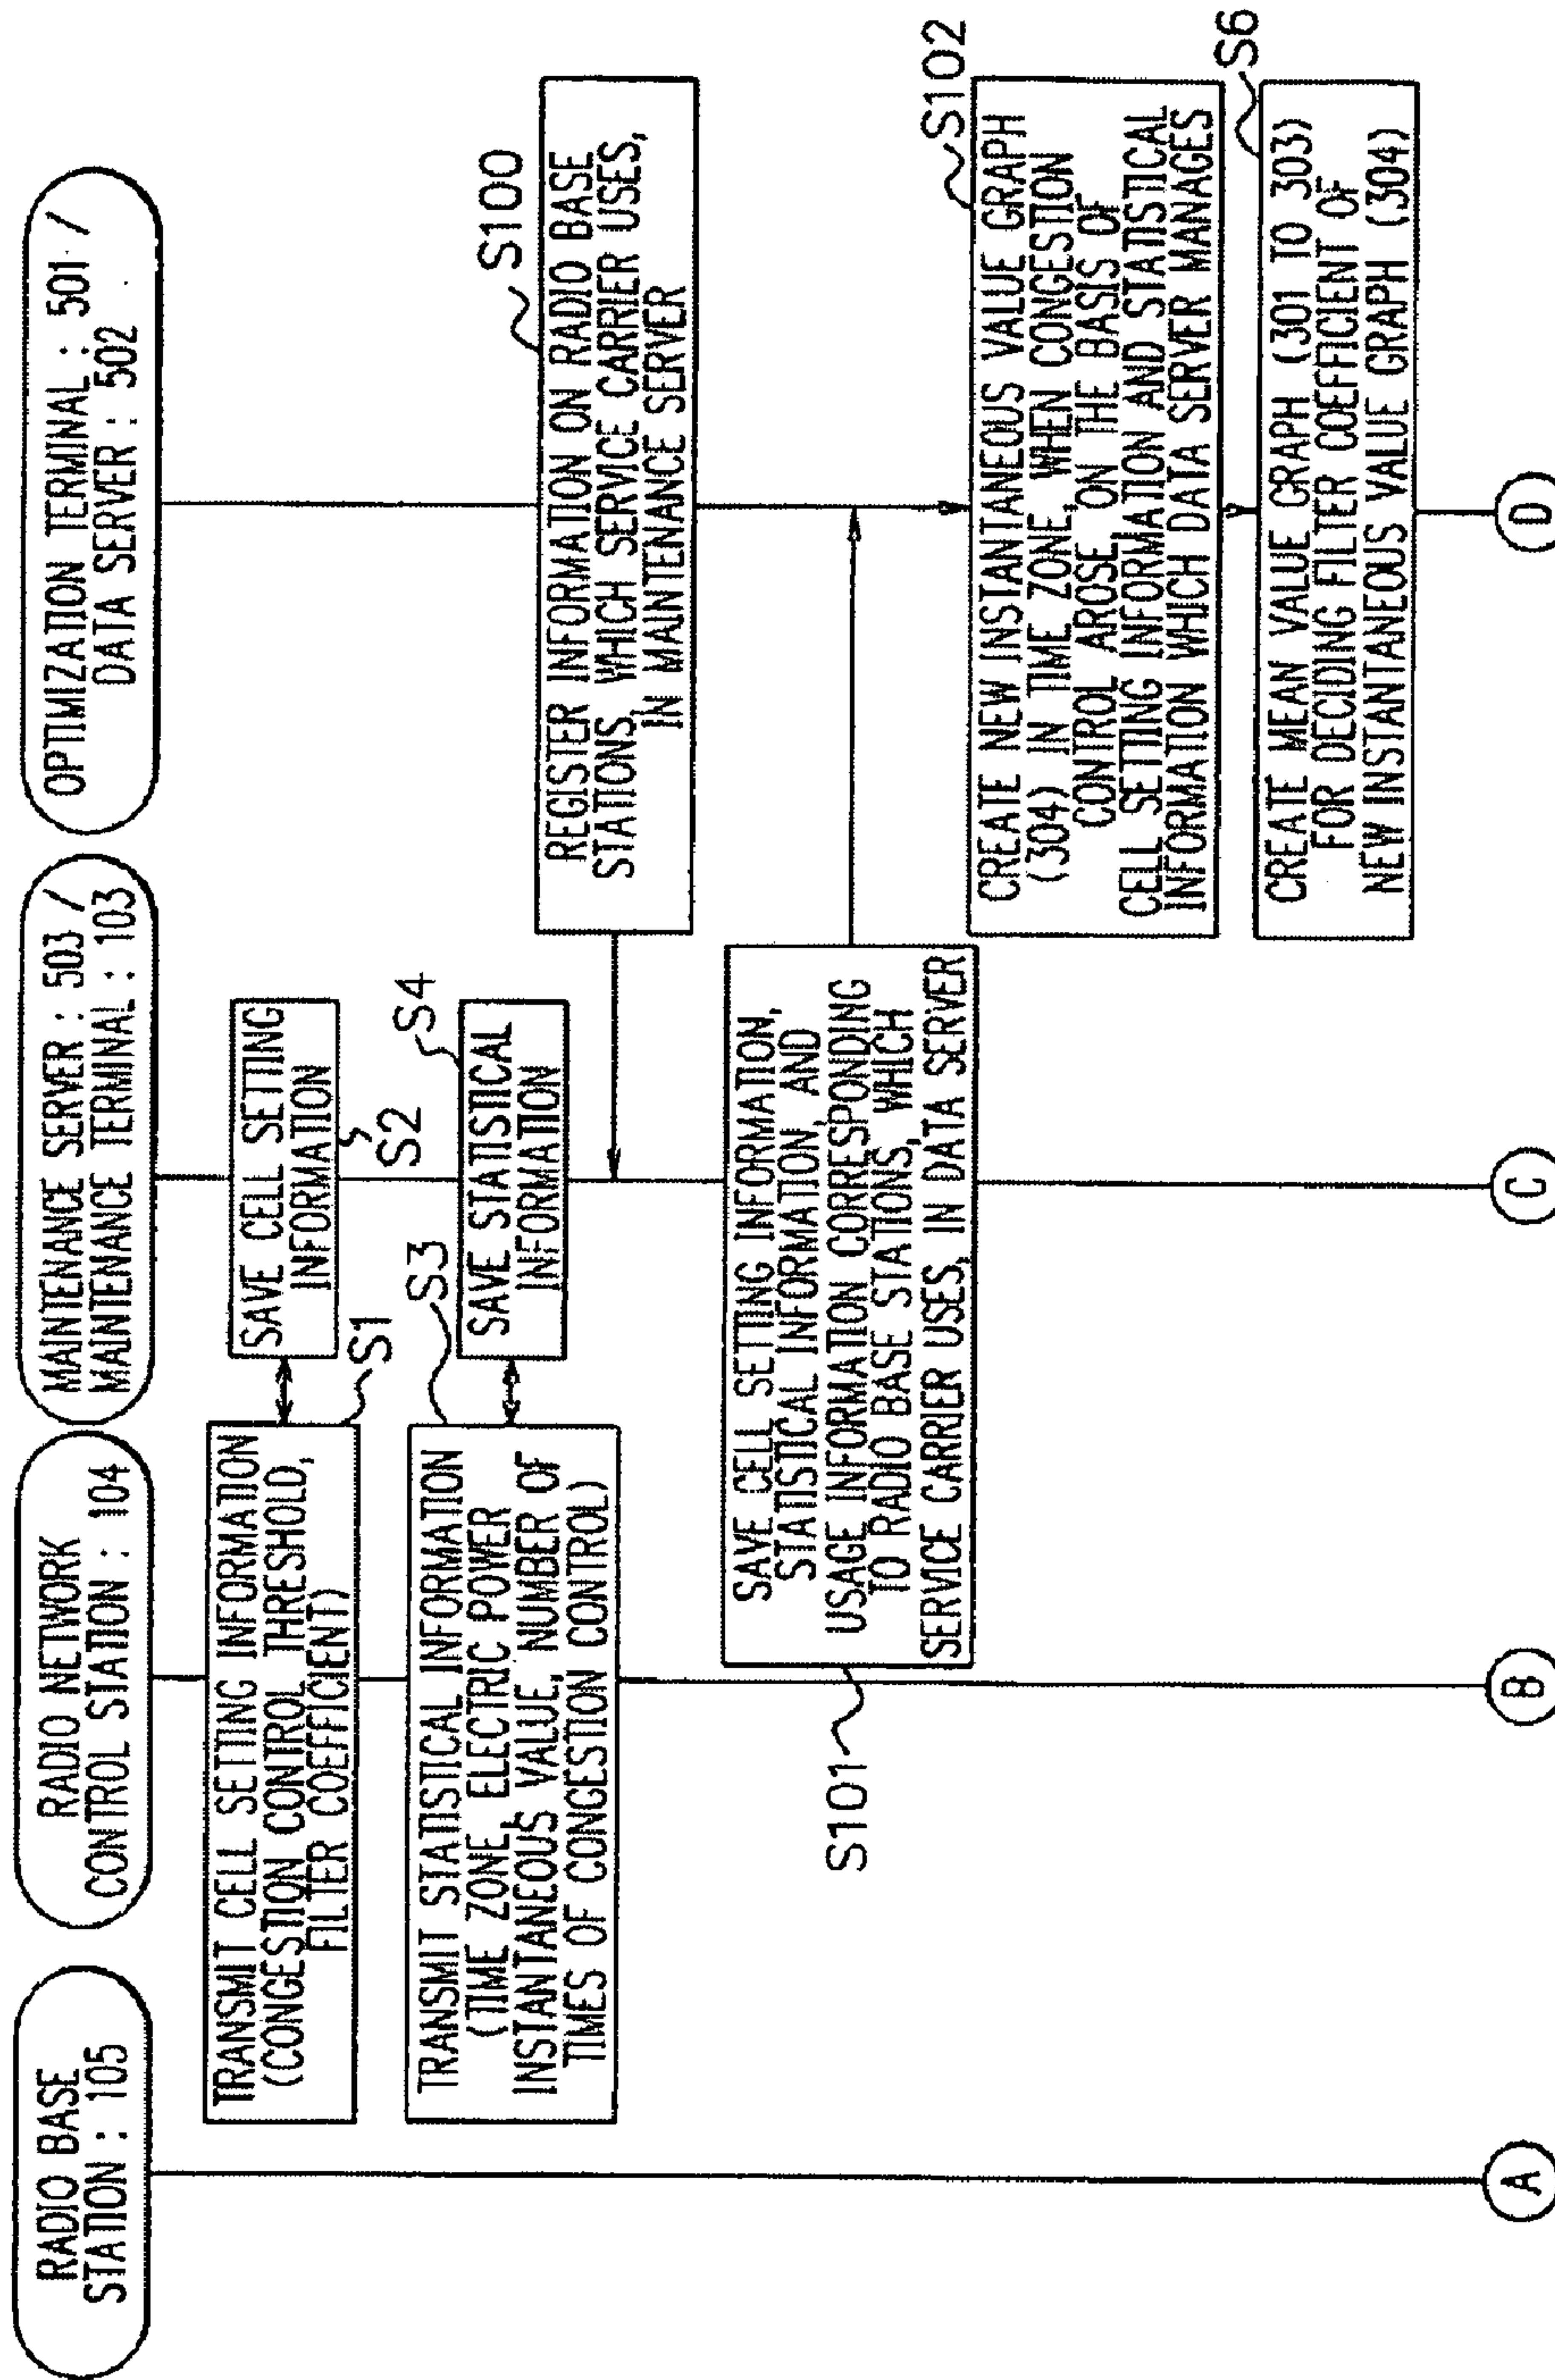 RADIO BASE
STATION : 105
RADIO NETWORK
CONTROL STATION : 104
MAINTENANCE SERVER : 503 /
MAINTENANCE TERMINAL : 103
OPTIMIZATION TERMINAL : 501 /
DATA SERVER : 502
TRANSMIT CELL SETTING INFORMATION
(CONGESTION CONTROL THRESHOLD,
FILTER COEFFICIENT)
S1
SAVE CELL SETTING
INFORMATION
S2
TRANSMIT STATISTICAL INFORMATION
(TIME ZONE, ELECTRIC POWER
INSTANTANEOUS VALUE, NUMBER OF
TIMES OF CONGESTION CONTROL)
S3
SAVE STATISTICAL
INFORMATION
S4
REGISTER INFORMATION ON RADIO BASE
STATIONS, WHICH SERVICE CARRIER USES,
IN MAINTENANCE SERVER
S100
SAVE CELL SETTING INFORMATION,
STATISTICAL INFORMATION, AND
USAGE INFORMATION CORRESPONDING
TO RADIO BASE STATIONS, WHICH
SERVICE CARRIER USES, IN DATA SERVER
S101
CREATE NEW INSTANTANEOUS VALUE GRAPH
(304) IN TIME ZONE, WHEN CONGESTION
CONTROL AROSE, ON THE BASIS OF
CELL SETTING INFORMATION AND STATISTICAL
INFORMATION WHICH DATA SERVER MANAGES
S102
CREATE MEAN VALUE GRAPH (301 TO 303)
FOR DECIDING FILTER COEFFICIENT OF
NEW INSTANTANEOUS VALUE GRAPH (304)
S6
A
B
C
D